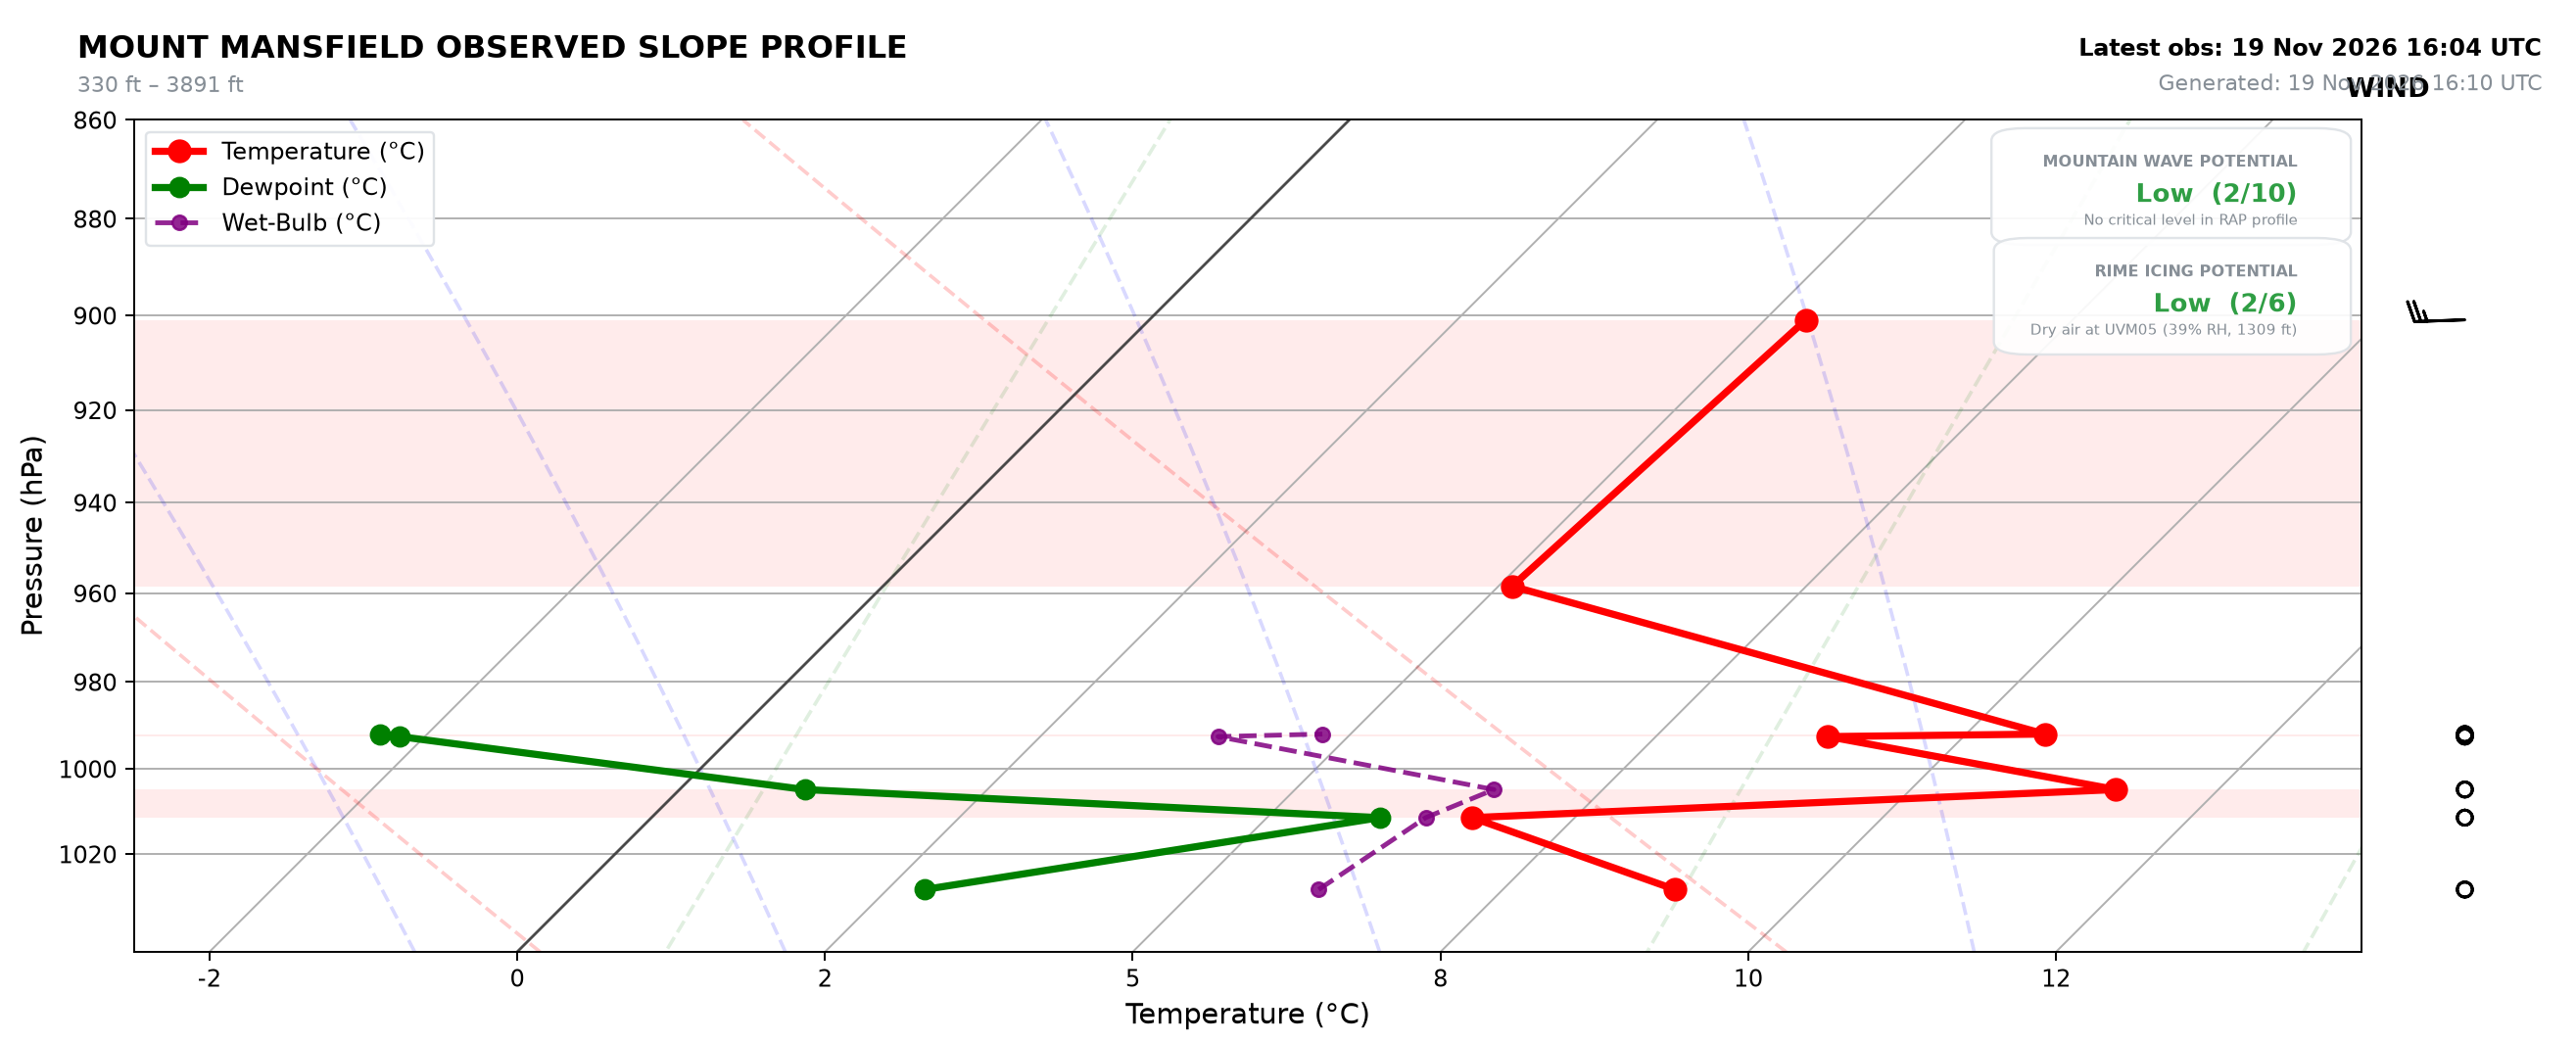 MOUNT MANSFIELD OBSERVED SLOPE PROFILE
330 ft – 3891 ft
Latest obs: 19 Nov 2026 16:04 UTC
Generated: 19 Nov 2026 16:10 UTC
WIND
Temperature (°C)
Dewpoint (°C)
Wet-Bulb (°C)
MOUNTAIN WAVE POTENTIAL
Low (2/10)
No critical level in RAP profile
RIME ICING POTENTIAL
Low (2/6)
Dry air at UVM05 (39% RH, 1309 ft)
Pressure (hPa)
860
880
900
920
940
960
980
1000
1020
-2 0 2 5 8 10 12
Temperature (°C)